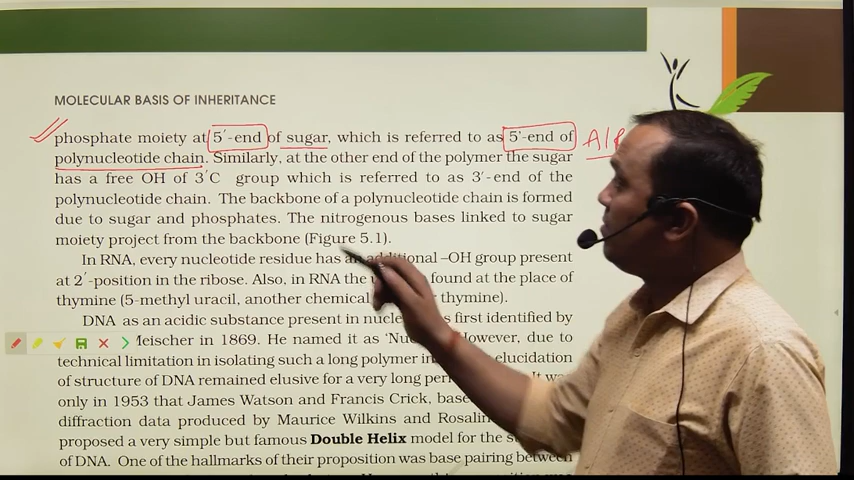 MOLECULAR BASIS OF INHERITANCE
phosphate moiety at 5′-end of sugar, which is referred to as 5'-end of
polynucleotide chain. Similarly, at the other end of the polymer the sugar
has a free OH of 3′C group which is referred to as 3′-end of the
polynucleotide chain. The backbone of a polynucleotide chain is formed
due to sugar and phosphates. The nitrogenous bases linked to sugar
moiety project from the backbone (Figure 5.1).
In RNA, every nucleotide residue has an additional –OH group present
at 2′-position in the ribose. Also, in RNA the found at the place of
thymine (5-methyl uracil, another chemical thymine).
DNA as an acidic substance present in first identified by
Meischer in 1869. He named it as However, due to
technical limitation in isolating such a long polymer elucidation
of structure of DNA remained elusive for a very long
only in 1953 that James Watson and Francis Crick,
diffraction data produced by Maurice Wilkins and
proposed a very simple but famous Double Helix model for the
of DNA. One of the hallmarks of their proposition was base pairing between